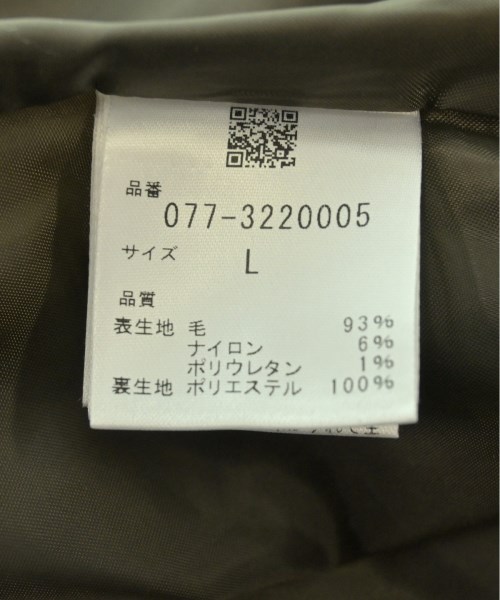 品番
077-3220005
サイズ L
品質
表生地 毛 93%
ナイロン 6%
ポリウレタン 1%
裏生地 ポリエステル 100%